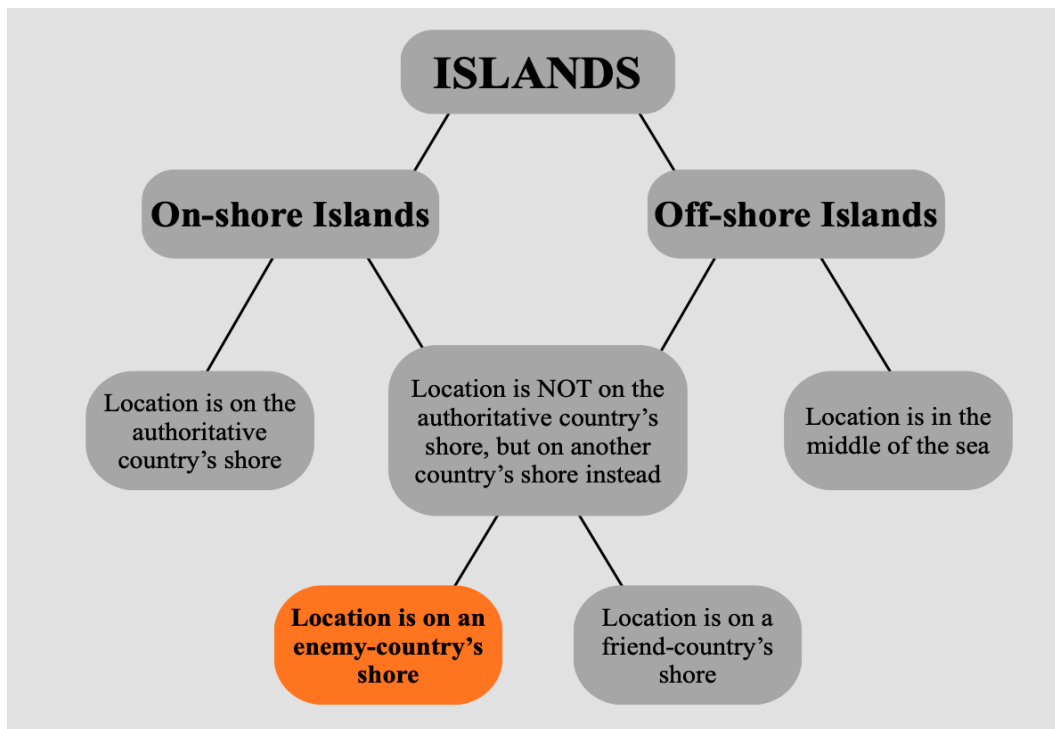 ISLANDS
On-shore Islands
Off-shore Islands
Location is on the
authoritative
country’s shore
Location is NOT on the
authoritative country’s
shore, but on another
country’s shore instead
Location is in the
middle of the sea
Location is on an
enemy-country’s
shore
Location is on a
friend-country’s
shore